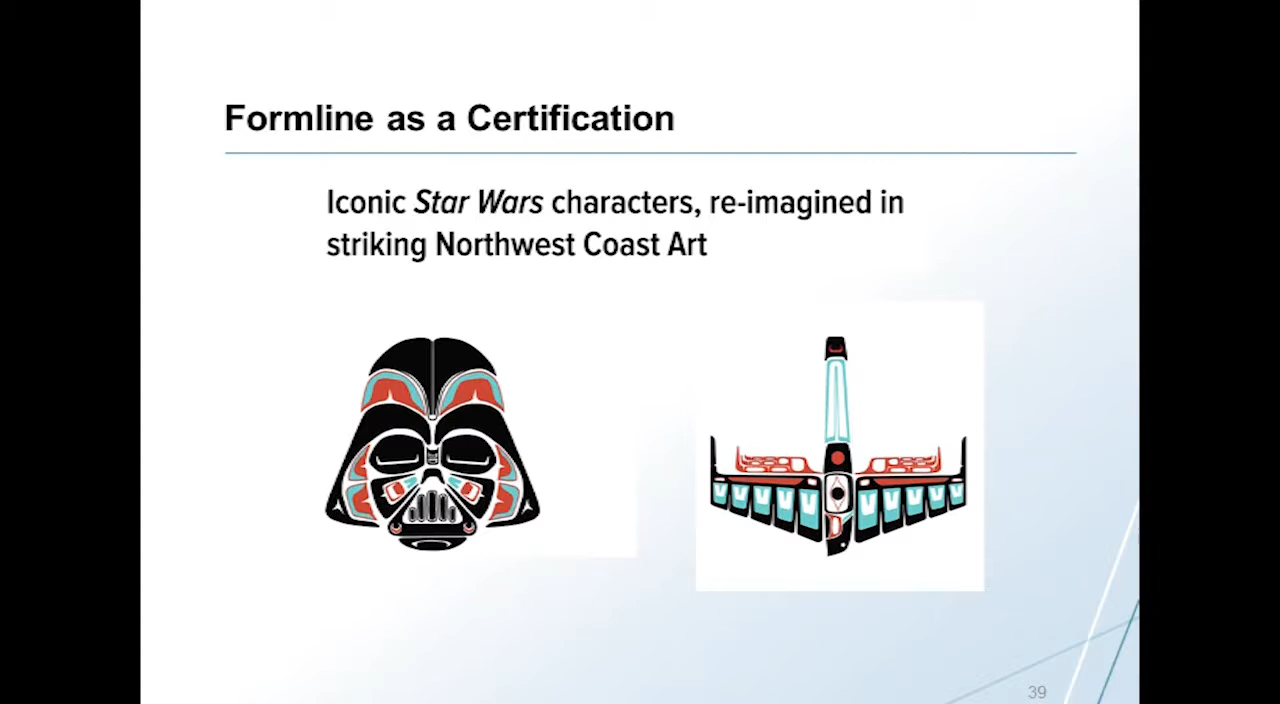 Formline as a Certification
Iconic Star Wars characters, re-imagined in
striking Northwest Coast Art
39